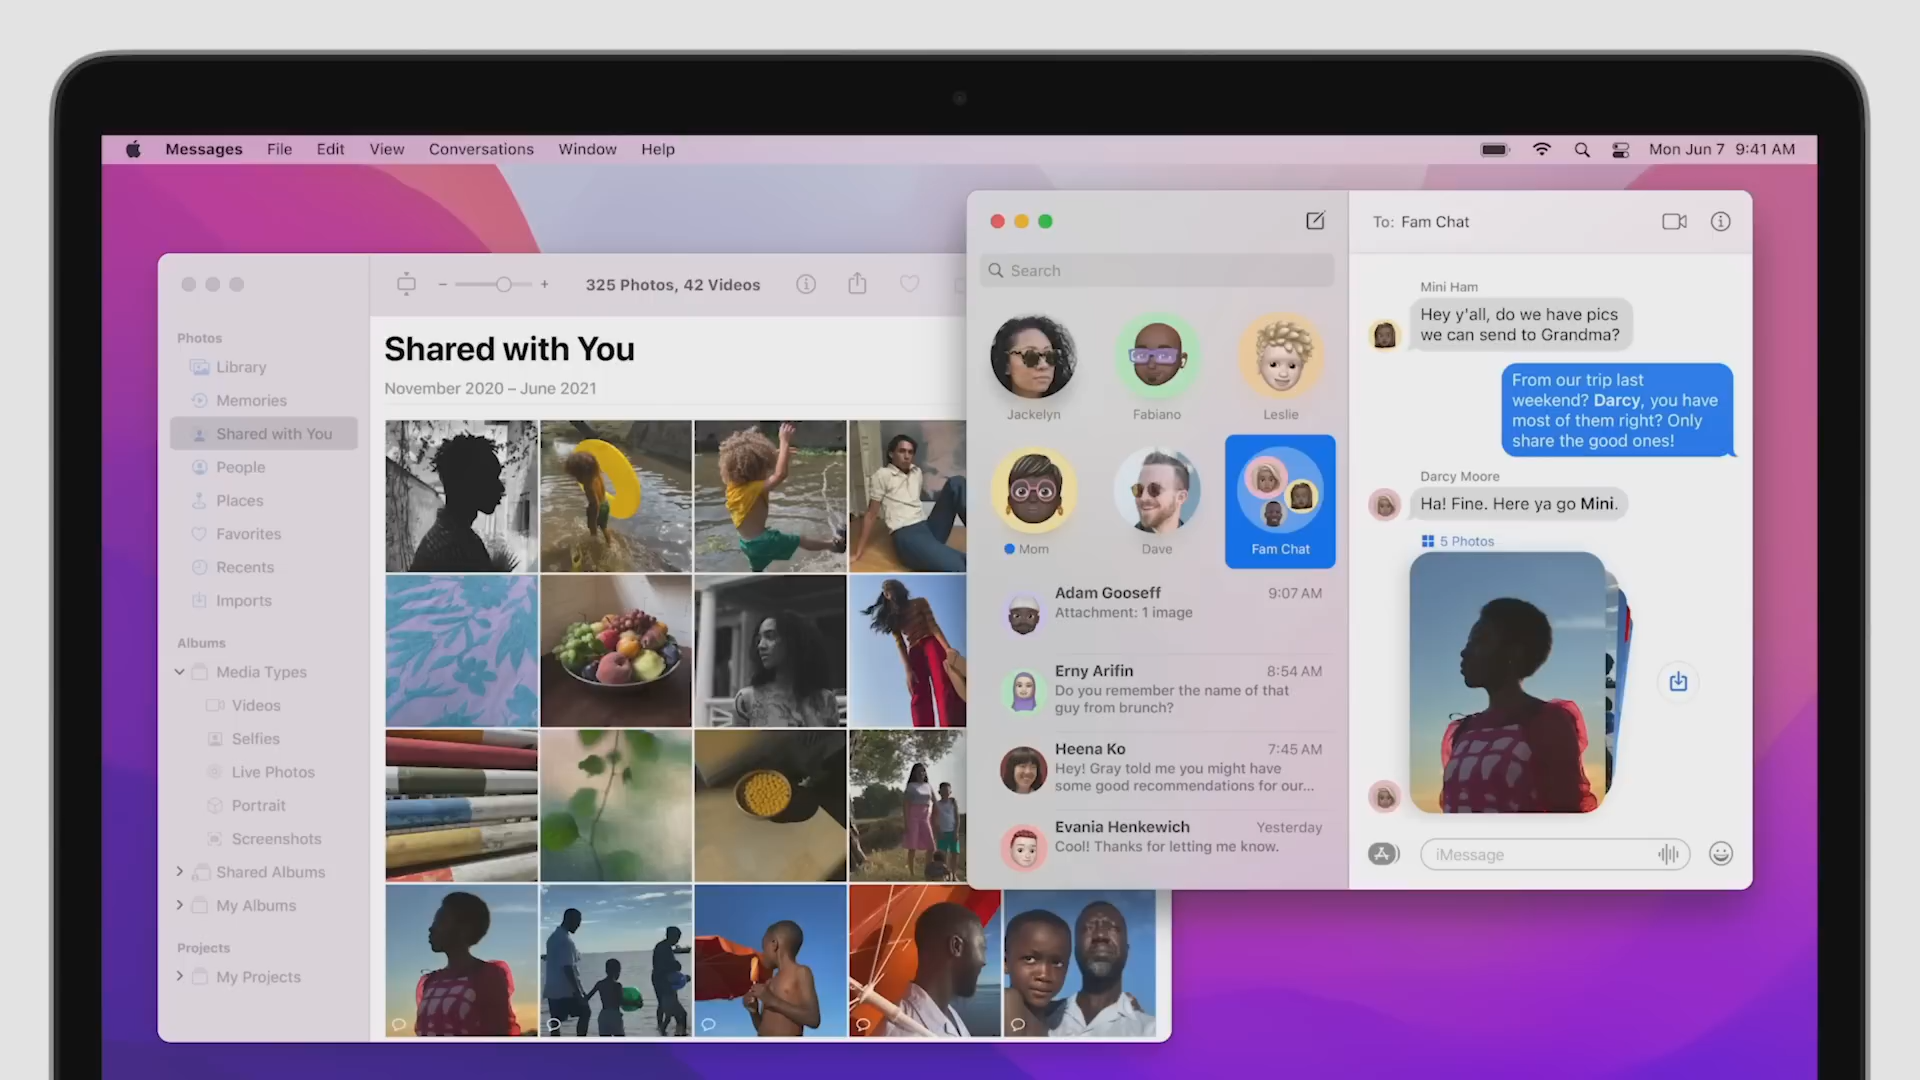 Messages File Edit View Conversations Window Help
Mon Jun 7 9:41 AM
325 Photos, 42 Videos
Photos
Library
Memories
Shared with You
People
Places
Favorites
Recents
Imports
Albums
Media Types
Videos
Selfies
Live Photos
Portrait
Screenshots
Shared Albums
My Albums
Projects
My Projects
Shared with You
November 2020 – June 2021
Search
Jackelyn
Fabiano
Leslie
Mom
Dave
Fam Chat
Adam Gooseff 9:07 AM
Attachment: 1 image
Erny Arifin 8:54 AM
Do you remember the name of that
guy from brunch?
Heena Ko 7:45 AM
Hey! Gray told me you might have
some good recommendations for our...
Evania Henkewich Yesterday
Cool! Thanks for letting me know.
To: Fam Chat
Mini Ham
Hey y'all, do we have pics
we can send to Grandma?
From our trip last
weekend? Darcy, you have
most of them right? Only
share the good ones!
Darcy Moore
Ha! Fine. Here ya go Mini.
5 Photos
iMessage